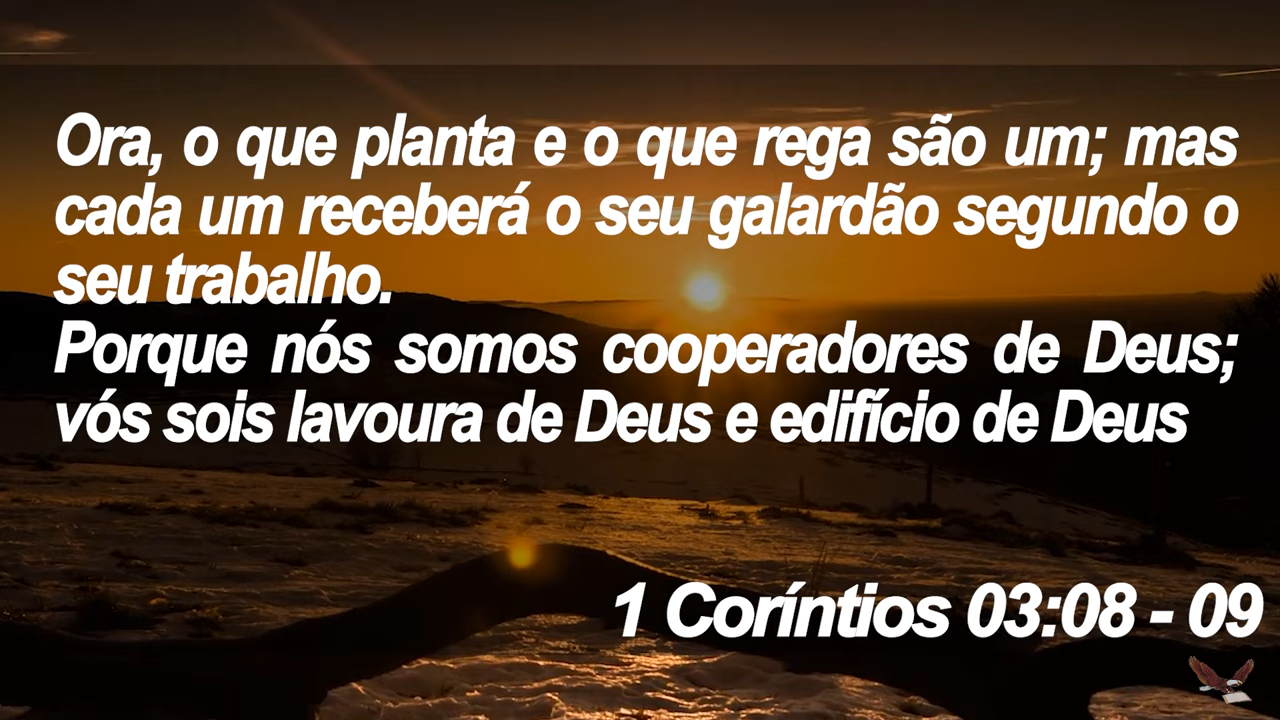 Ora, o que planta e o que rega são um; mas
cada um receberá o seu galardão segundo o
seu trabalho.
Porque nós somos cooperadores de Deus;
vós sois lavoura de Deus e edifício de Deus
1 Coríntios 03:08 - 09